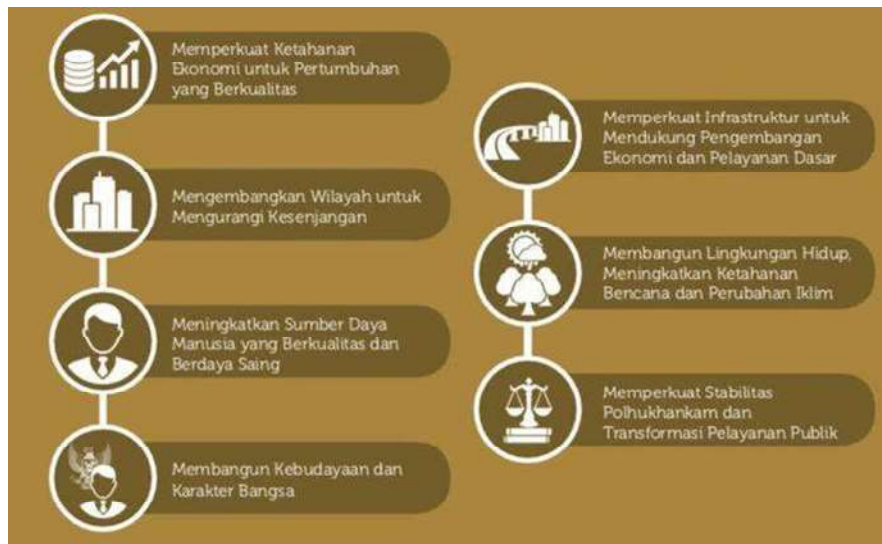 Memperkuat Ketahanan
Ekonomi untuk Pertumbuhan
yang Berkualitas
Mengembangkan Wilayah untuk
Mengurangi Kesenjangan
Meningkatkan Sumber Daya
Manusia yang Berkualitas dan
Berdaya Saing
Membangun Kebudayaan dan
Karakter Bangsa
Memperkuat Infrastruktur untuk
Mendukung Pengembangan
Ekonomi dan Pelayanan Dasar
Membangun Lingkungan Hidup,
Meningkatkan Ketahanan
Bencana dan Perubahan Iklim
Memperkuat Stabilitas
Polhukhankam dan
Transformasi Pelayanan Publik